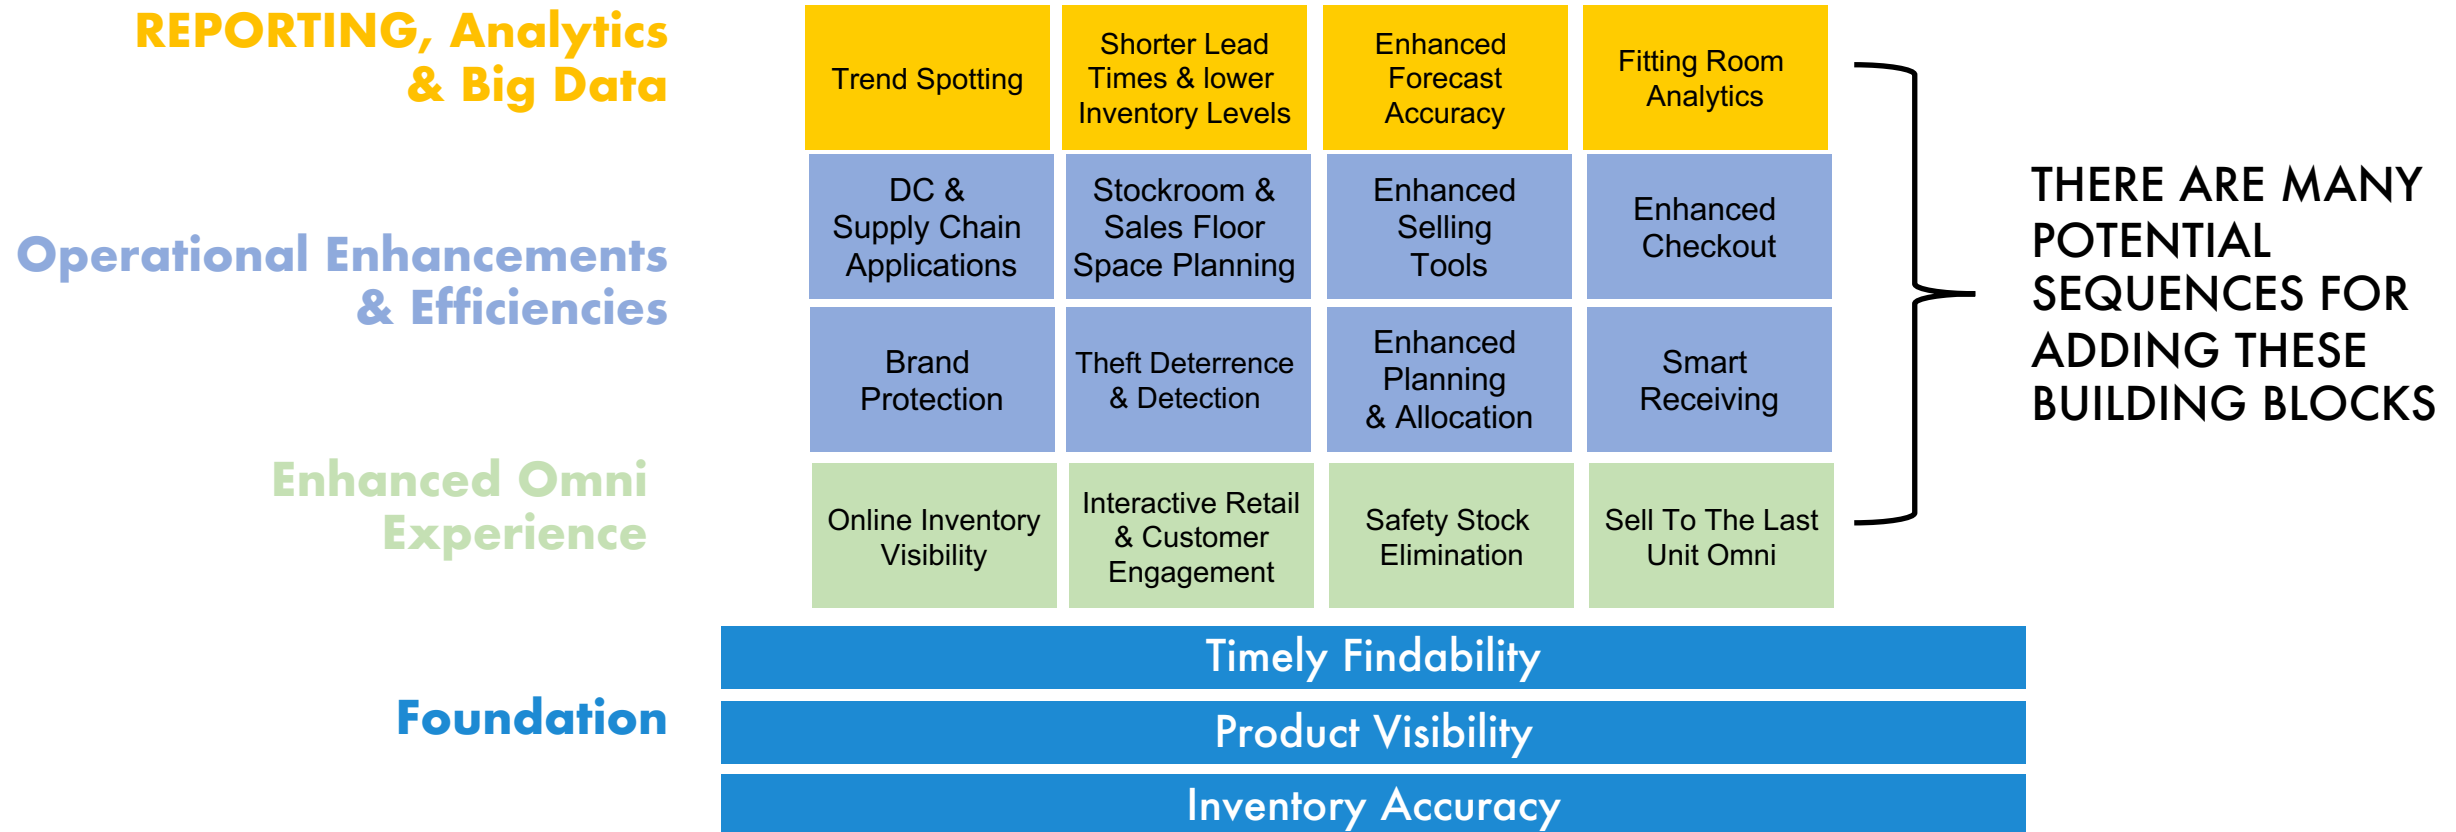 REPORTING, Analytics
& Big Data
Trend Spotting
Shorter Lead
Times & lower
Inventory Levels
Enhanced
Forecast
Accuracy
Fitting Room
Analytics
Operational Enhancements
& Efficiencies
DC &
Supply Chain
Applications
Stockroom &
Sales Floor
Space Planning
Enhanced
Selling
Tools
Enhanced
Checkout
Brand
Protection
Theft Deterrence
& Detection
Enhanced
Planning
& Allocation
Smart
Receiving
Enhanced Omni
Experience
Online Inventory
Visibility
Interactive Retail
& Customer
Engagement
Safety Stock
Elimination
Sell To The Last
Unit Omni
THERE ARE MANY
POTENTIAL
SEQUENCES FOR
ADDING THESE
BUILDING BLOCKS
Foundation
Timely Findability
Product Visibility
Inventory Accuracy